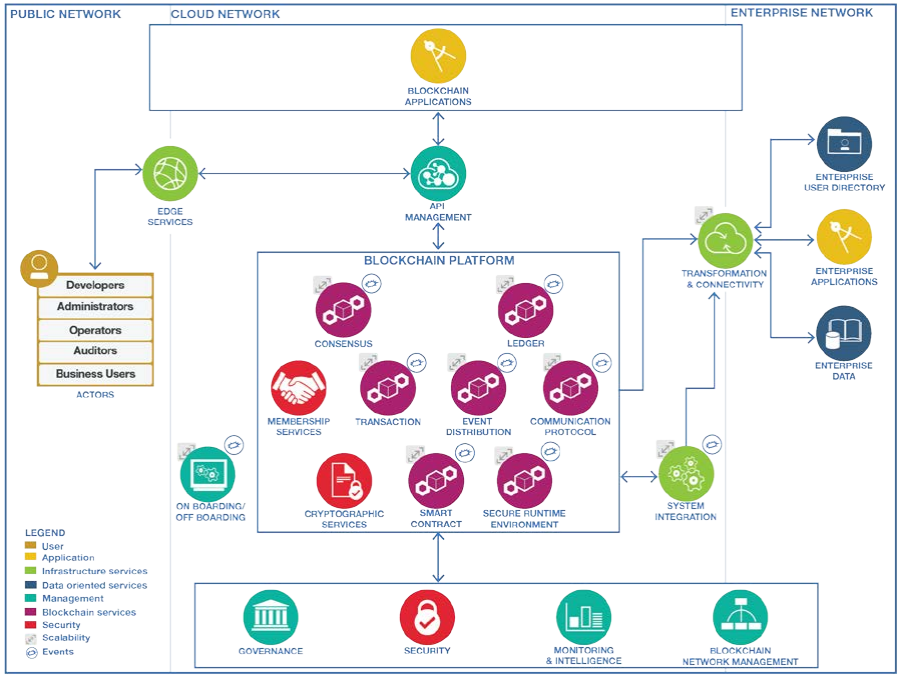 PUBLIC NETWORK
CLOUD NETWORK
ENTERPRISE NETWORK
BLOCKCHAIN
APPLICATIONS
EDGE
SERVICES
API
MANAGEMENT
ENTERPRISE
USER DIRECTORY
TRANSFORMATION
& CONNECTIVITY
ENTERPRISE
APPLICATIONS
ENTERPRISE
DATA
Developers
Administrators
Operators
Auditors
Business Users
ACTORS
BLOCKCHAIN PLATFORM
CONSENSUS
LEDGER
MEMBERSHIP
SERVICES
TRANSACTION
EVENT
DISTRIBUTION
COMMUNICATION
PROTOCOL
CRYPTOGRAPHIC
SERVICES
SMART
CONTRACT
SECURE RUNTIME
ENVIRONMENT
ON BOARDING/
OFF BOARDING
SYSTEM
INTEGRATION
LEGEND
User
Application
Infrastructure services
Data oriented services
Management
Blockchain services
Security
Scalability
Events
GOVERNANCE
SECURITY
MONITORING
& INTELLIGENCE
BLOCKCHAIN
NETWORK MANAGEMENT